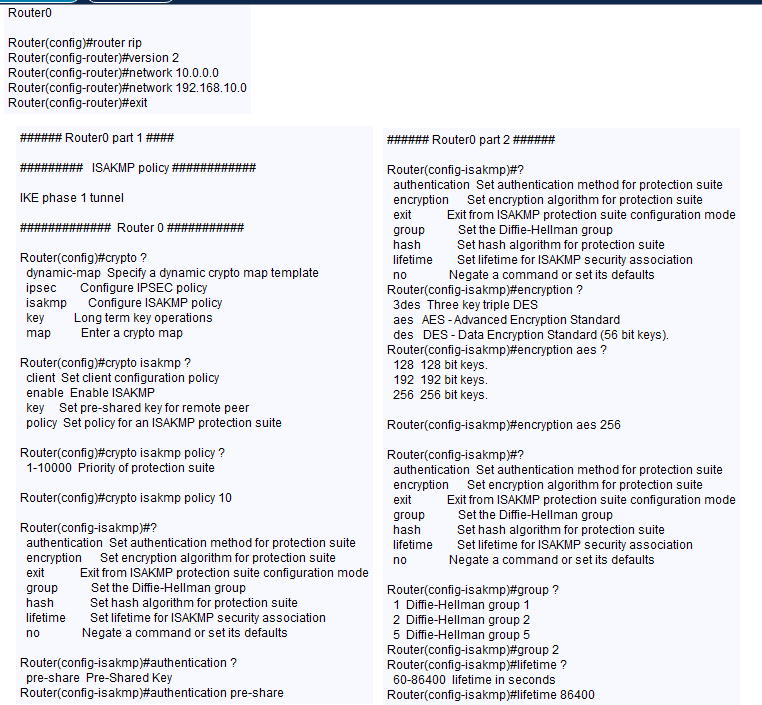 Router0
Router(config)#router rip
Router(config-router)#version 2
Router(config-router)#network 10.0.0.0
Router(config-router)#network 192.168.10.0
Router(config-router)#exit
###### Router0 part 1 ####
######### ISAKMP policy ############
IKE phase 1 tunnel
############# Router 0 ###########
Router(config)#crypto ?
dynamic-map Specify a dynamic crypto map template
ipsec Configure IPSEC policy
isakmp Configure ISAKMP policy
key Long term key operations
map Enter a crypto map
Router(config)#crypto isakmp ?
client Set client configuration policy
enable Enable ISAKMP
key Set pre-shared key for remote peer
policy Set policy for an ISAKMP protection suite
Router(config)#crypto isakmp policy ?
1-10000 Priority of protection suite
Router(config)#crypto isakmp policy 10
Router(config-isakmp)#?
authentication Set authentication method for protection suite
encryption Set encryption algorithm for protection suite
exit Exit from ISAKMP protection suite configuration mode
group Set the Diffie-Hellman group
hash Set hash algorithm for protection suite
lifetime Set lifetime for ISAKMP security association
no Negate a command or set its defaults
Router(config-isakmp)#authentication ?
pre-share Pre-Shared Key
Router(config-isakmp)#authentication pre-share
###### Router0 part 2 ######
Router(config-isakmp)#?
authentication Set authentication method for protection suite
encryption Set encryption algorithm for protection suite
exit Exit from ISAKMP protection suite configuration mode
group Set the Diffie-Hellman group
hash Set hash algorithm for protection suite
lifetime Set lifetime for ISAKMP security association
no Negate a command or set its defaults
Router(config-isakmp)#encryption ?
3des Three key triple DES
aes AES - Advanced Encryption Standard
des DES - Data Encryption Standard (56 bit keys).
Router(config-isakmp)#encryption aes ?
128 128 bit keys.
192 192 bit keys.
256 256 bit keys.
Router(config-isakmp)#encryption aes 256
Router(config-isakmp)#?
authentication Set authentication method for protection suite
encryption Set encryption algorithm for protection suite
exit Exit from ISAKMP protection suite configuration mode
group Set the Diffie-Hellman group
hash Set hash algorithm for protection suite
lifetime Set lifetime for ISAKMP security association
no Negate a command or set its defaults
Router(config-isakmp)#group ?
1 Diffie-Hellman group 1
2 Diffie-Hellman group 2
5 Diffie-Hellman group 5
Router(config-isakmp)#group 2
Router(config-isakmp)#lifetime ?
60-86400 lifetime in seconds
Router(config-isakmp)#lifetime 86400